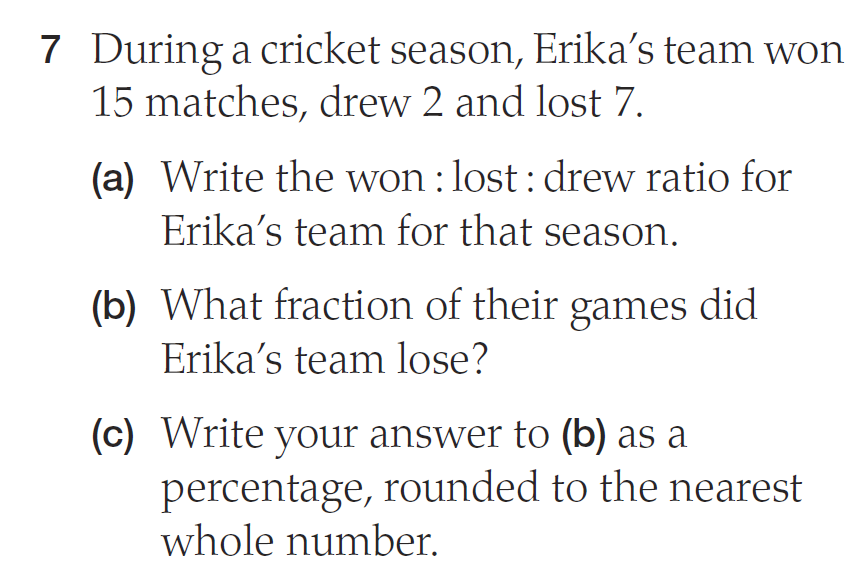 7 During a cricket season, Erika’s team won
15 matches, drew 2 and lost 7.
(a) Write the won : lost : drew ratio for
Erika’s team for that season.
(b) What fraction of their games did
Erika’s team lose?
(c) Write your answer to (b) as a
percentage, rounded to the nearest
whole number.